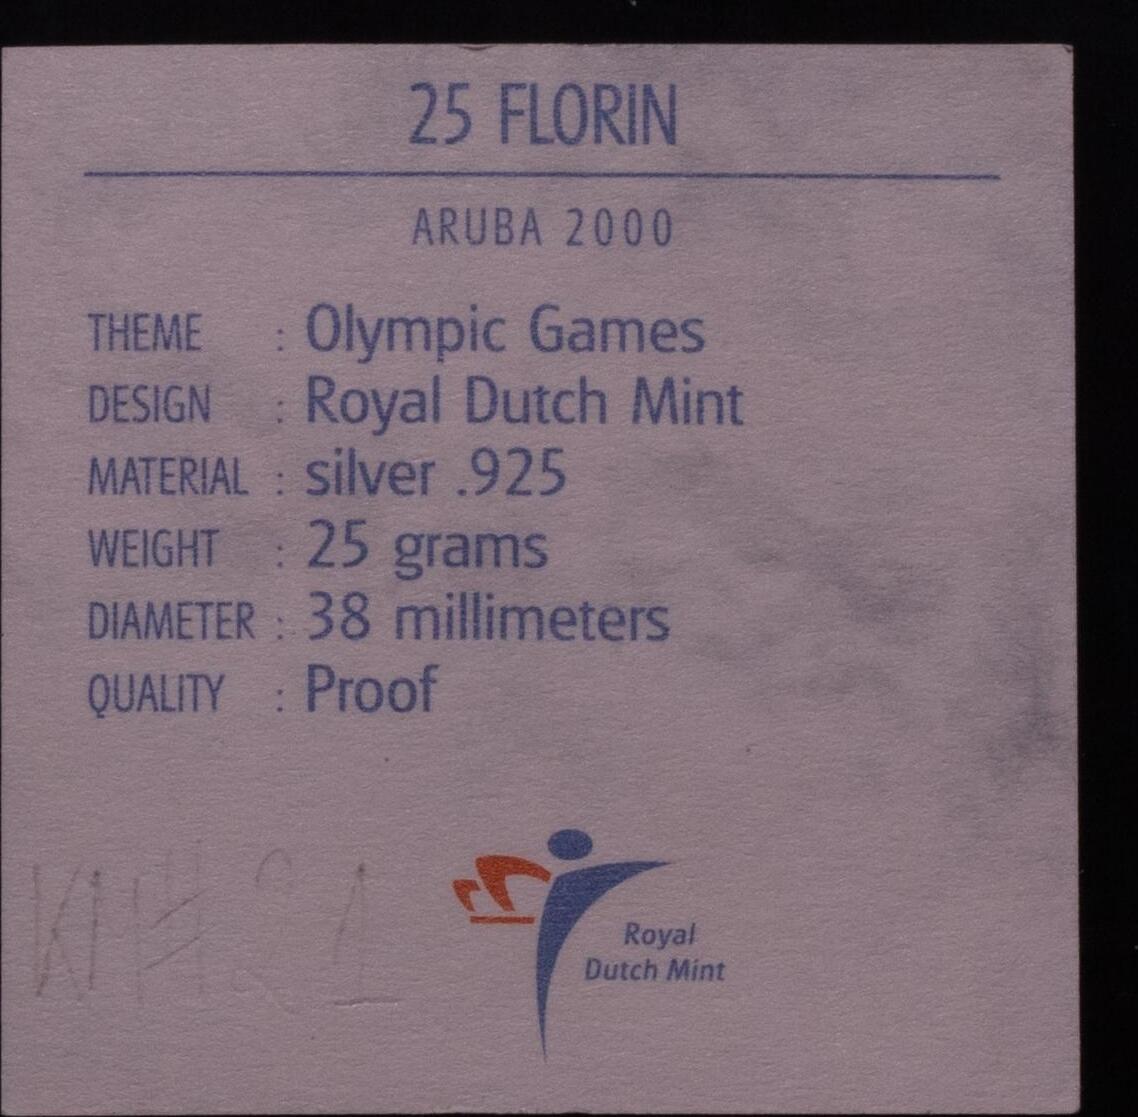 25 FLORIN
ARUBA 2000
THEME : Olympic Games
DESIGN : Royal Dutch Mint
MATERIAL : silver .925
WEIGHT : 25 grams
DIAMETER : 38 millimeters
QUALITY : Proof
Royal
Dutch Mint